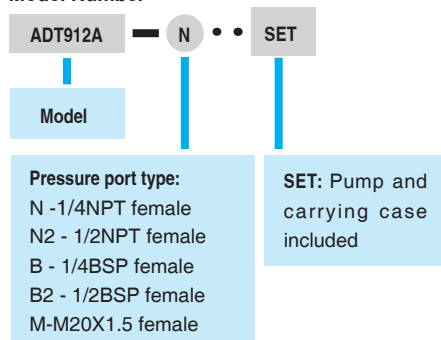 ADT912A — N • • SET
Model
Pressure port type:
N -1/4NPT female
N2 - 1/2NPT female
B - 1/4BSP female
B2 - 1/2BSP female
M-M20X1.5 female
SET: Pump and
carrying case
included